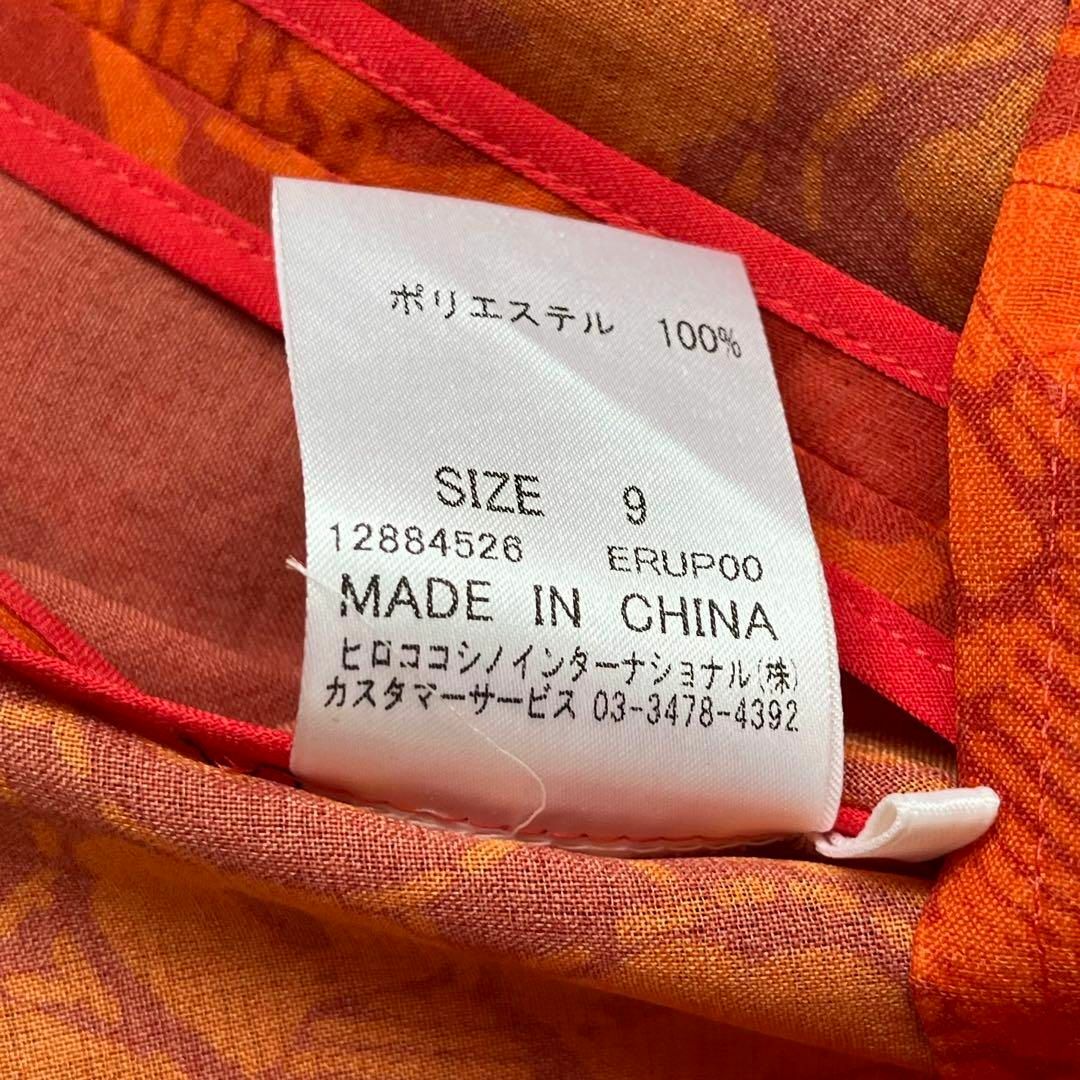 ポリエステル 100%
SIZE 9
12884526 ERUP00
MADE IN CHINA
ヒロココシノインターナショナル(株)
カスタマーサービス 03-3478-4392